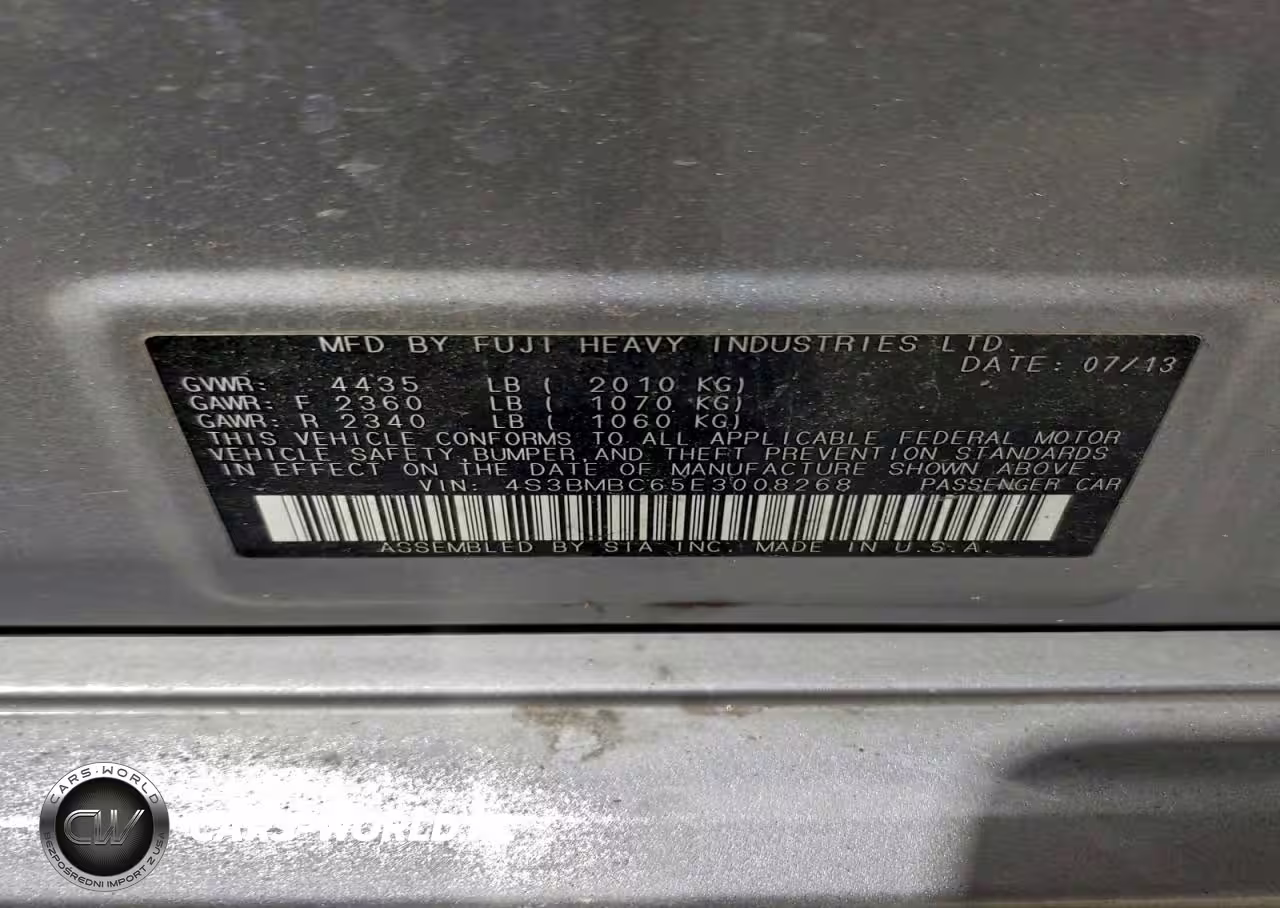 MFD BY FUJI HEAVY INDUSTRIES LTD.
DATE: 07/13
GVWR: 4435 LB ( 2010 KG)
GAWR: F 2360 LB ( 1070 KG)
GAWR: R 2340 LB ( 1060 KG)
THIS VEHICLE CONFORMS TO ALL APPLICABLE FEDERAL MOTOR
VEHICLE SAFETY,BUMPER,AND THEFT PREVENTION STANDARDS
IN EFFECT ON THE DATE OF MANUFACTURE SHOWN ABOVE.
VIN: 4S3BMBC65E3008268 PASSENGER CAR
ASSEMBLED BY SIA INC. MADE IN U.S.A.
CARS-WORLD
CW
BEZPOŚREDNI IMPORT Z USA
CARS-WORLD